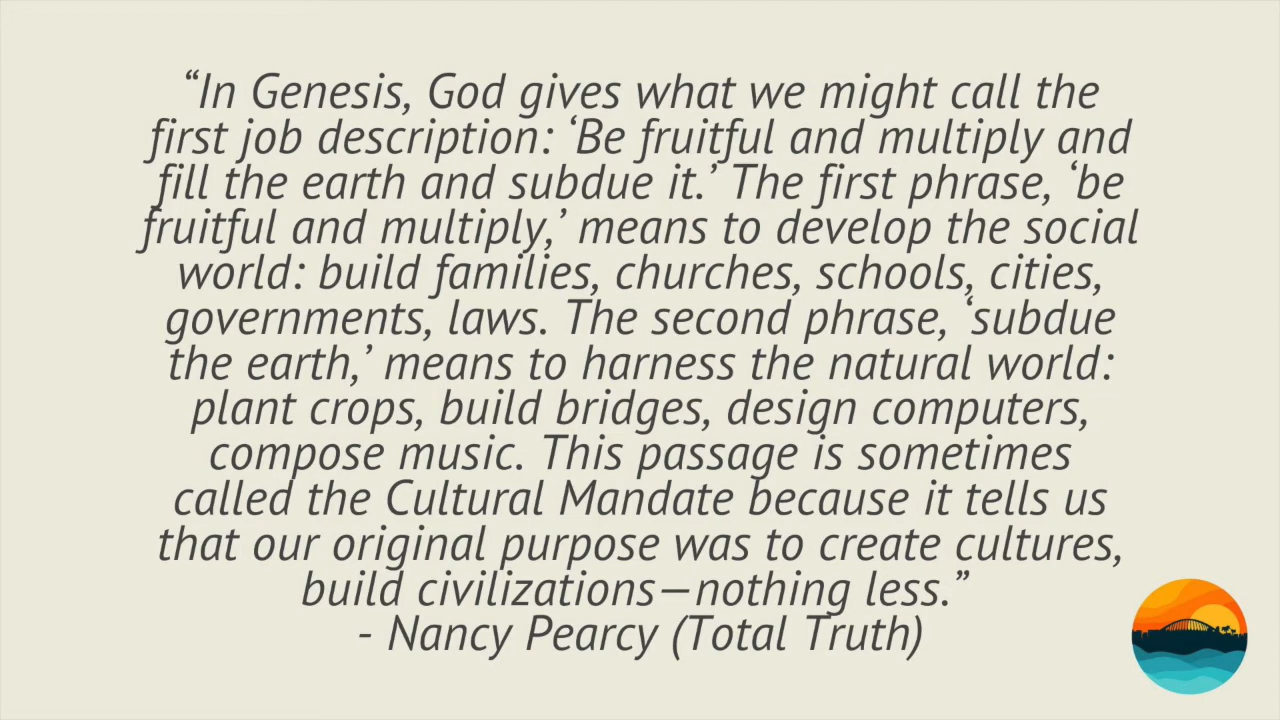 “In Genesis, God gives what we might call the
first job description: ‘Be fruitful and multiply and
fill the earth and subdue it.’ The first phrase, ‘be
fruitful and multiply,’ means to develop the social
world: build families, churches, schools, cities,
governments, laws. The second phrase, ‘subdue
the earth,’ means to harness the natural world:
plant crops, build bridges, design computers,
compose music. This passage is sometimes
called the Cultural Mandate because it tells us
that our original purpose was to create cultures,
build civilizations—nothing less.”
- Nancy Pearcy (Total Truth)